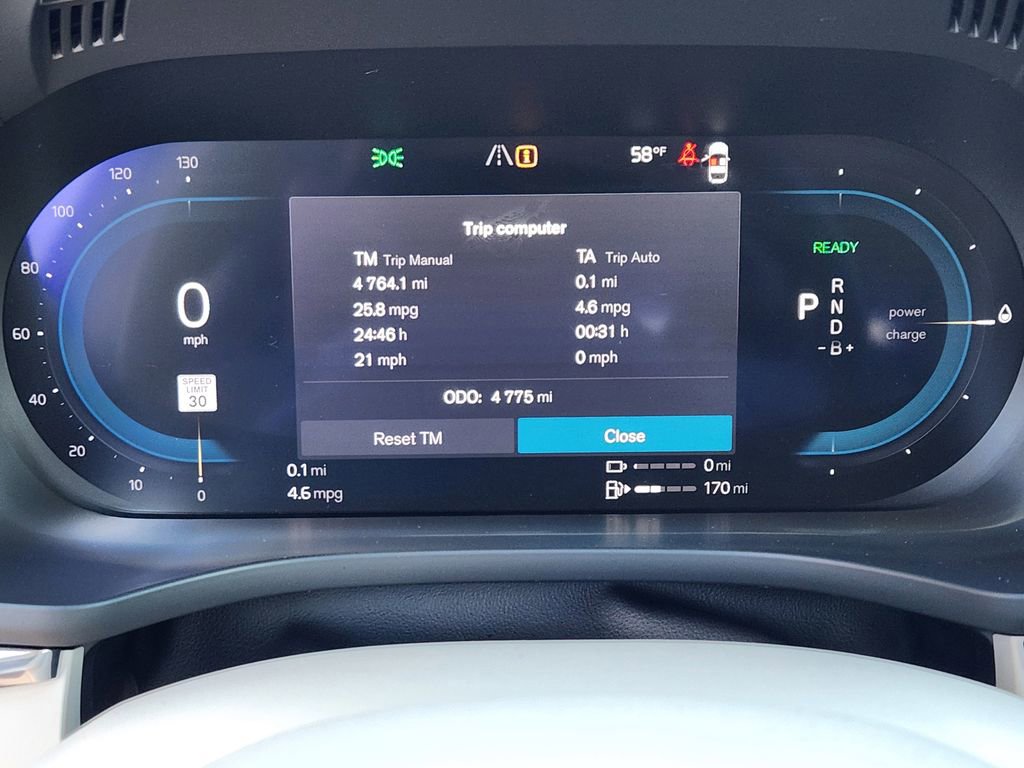 58°F
130
120
100
80
60
40
20
10
0
0
mph
SPEED
LIMIT
30
Trip computer
TM Trip Manual
TA Trip Auto
4 764.1 mi
0.1 mi
25.8 mpg
4.6 mpg
24:46 h
00:31 h
21 mph
0 mph
ODO: 4 775 mi
Reset TM
Close
0.1 mi
4.6 mpg
0 mi
170 mi
READY
P
R
N
D
- B +
power
charge